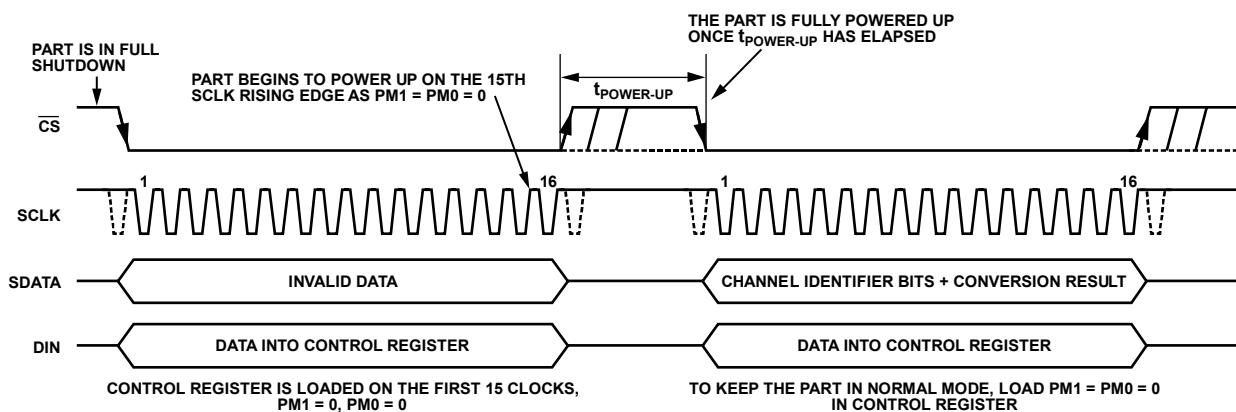 PART IS IN FULL
SHUTDOWN
PART BEGINS TO POWER UP ON THE 15TH
SCLK RISING EDGE AS PM1 = PM0 = 0
tPOWER-UP
THE PART IS FULLY POWERED UP
ONCE tPOWER-UP HAS ELAPSED
CS
SCLK
1
16
1
16
SDATA
INVALID DATA
CHANNEL IDENTIFIER BITS + CONVERSION RESULT
DIN
DATA INTO CONTROL REGISTER
DATA INTO CONTROL REGISTER
CONTROL REGISTER IS LOADED ON THE FIRST 15 CLOCKS,
PM1 = 0, PM0 = 0
TO KEEP THE PART IN NORMAL MODE, LOAD PM1 = PM0 = 0
IN CONTROL REGISTER